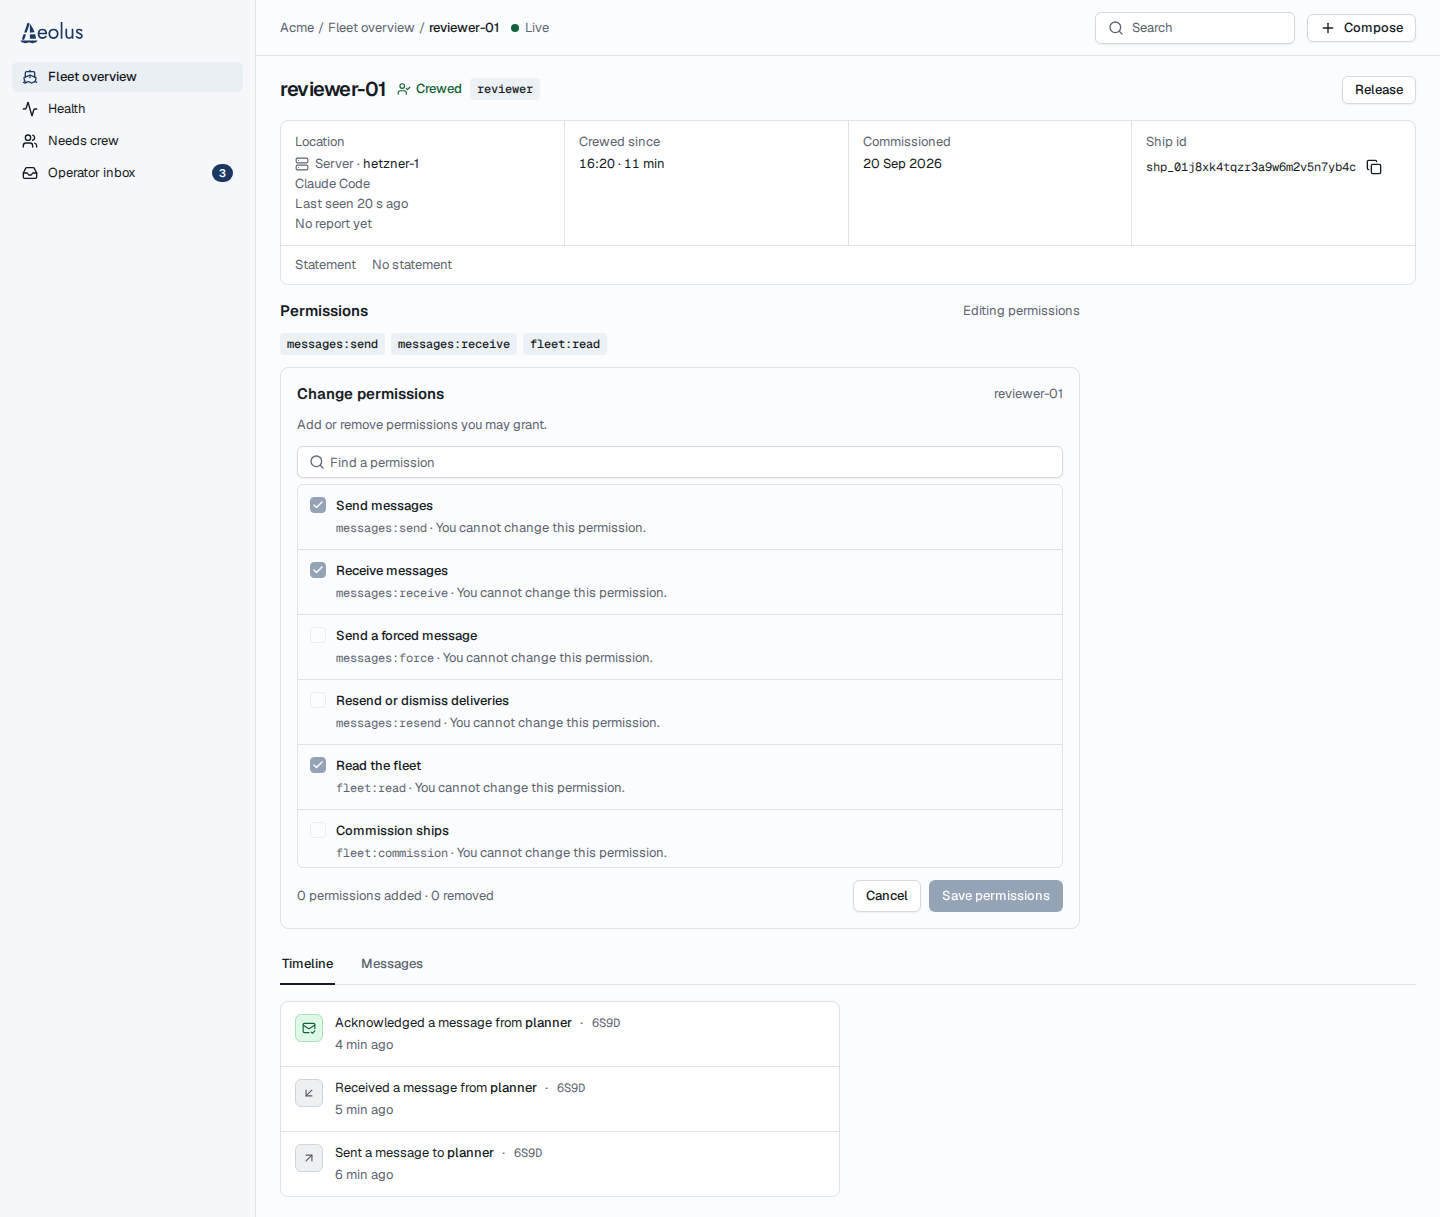 Aeolus
Fleet overview
Health
Needs crew
Operator inbox 3
Acme / Fleet overview / reviewer-01 Live
Search
Compose
reviewer-01 Crewed reviewer
Release
Location
Server · hetzner-1
Claude Code
Last seen 20 s ago
No report yet
Crewed since
16:20 · 11 min
Commissioned
20 Sep 2026
Ship id
shp_01j8xk4tqzr3a9w6m2v5n7yb4c
Statement No statement
Permissions
Editing permissions
messages:send messages:receive fleet:read
Change permissions
reviewer-01
Add or remove permissions you may grant.
Find a permission
Send messages
messages:send · You cannot change this permission.
Receive messages
messages:receive · You cannot change this permission.
Send a forced message
messages:force · You cannot change this permission.
Resend or dismiss deliveries
messages:resend · You cannot change this permission.
Read the fleet
fleet:read · You cannot change this permission.
Commission ships
fleet:commission · You cannot change this permission.
0 permissions added · 0 removed
Cancel
Save permissions
Timeline Messages
Acknowledged a message from planner · 6S9D
4 min ago
Received a message from planner · 6S9D
5 min ago
Sent a message to planner · 6S9D
6 min ago